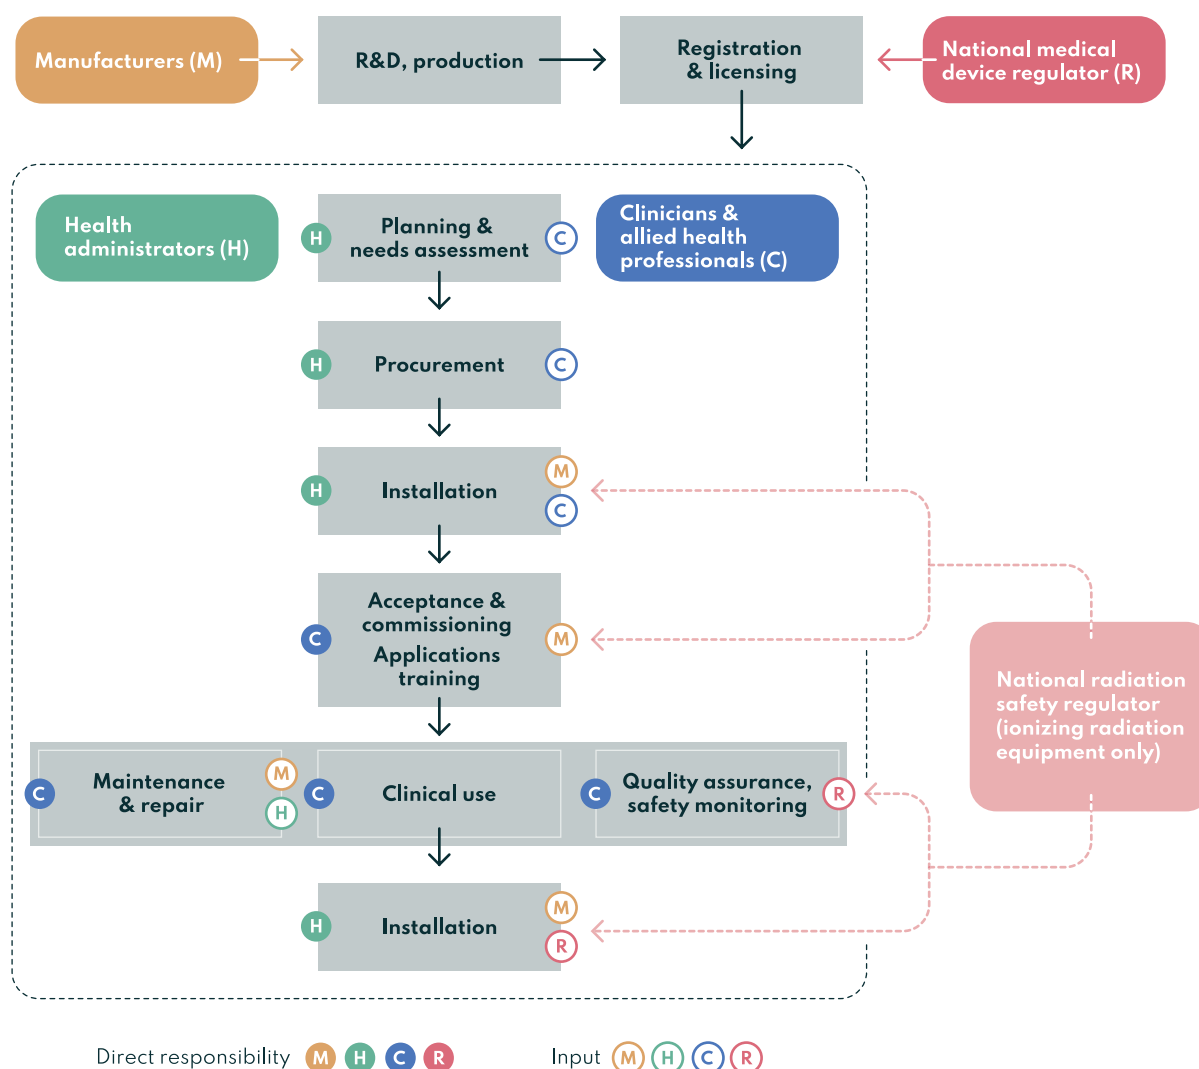 Manufacturers (M)
R&D, production
Registration
& licensing
National medical
device regulator (R)
Health
administrators (H)
H
Planning &
needs assessment
C
Clinicians &
allied health
professionals (C)
H
Procurement
C
H
Installation
M
C
C
Acceptance &
commissioning
Applications
training
M
National radiation
safety regulator
(ionizing radiation
equipment only)
C
Maintenance
& repair
M
H
C
Clinical use
C
Quality assurance,
safety monitoring
R
H
Installation
M
R
Direct responsibility M H C R
Input M H C R